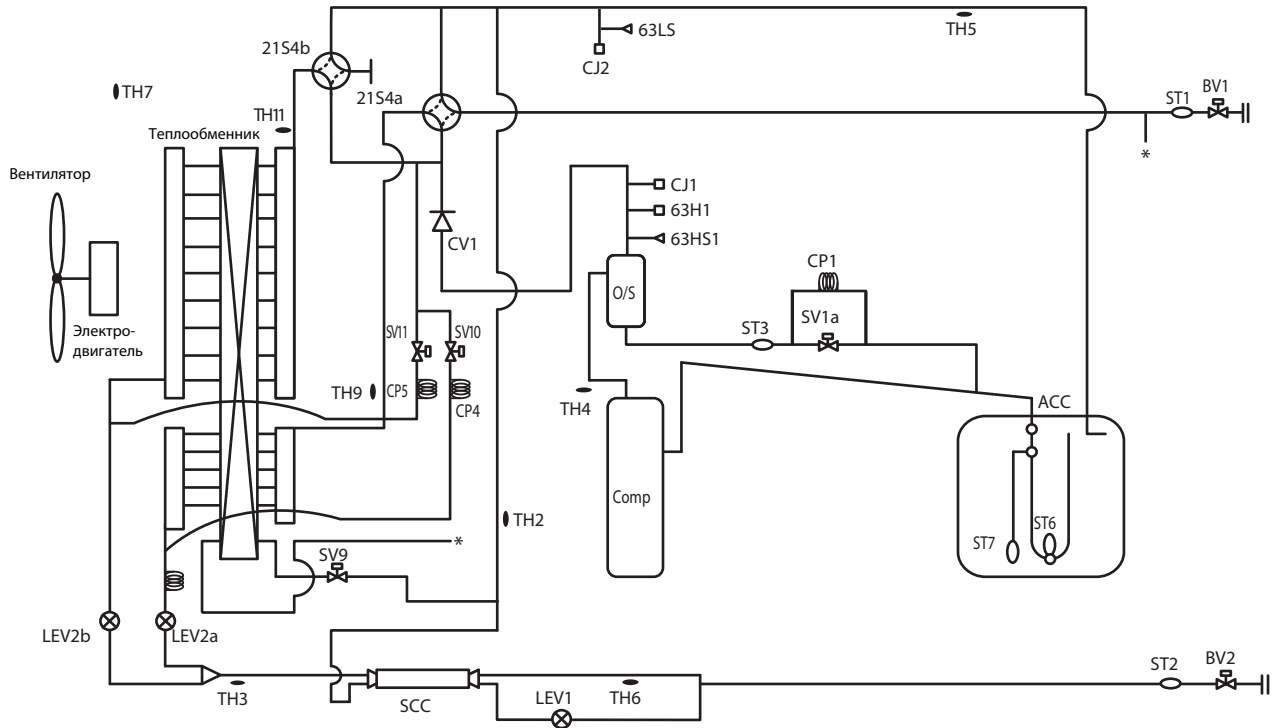 63LS
TH5
CJ2
21S4b
TH7
21S4a
TH11
ST1
BV1
Теплообменник
*
Вентилятор
CJ1
63H1
63HS1
CV1
CP1
O/S
SV1a
ST3
Электро-
двигатель
SV11
SV10
TH9
CP5
CP4
TH4
ACC
Comp
TH2
ST6
ST7
*
SV9
LEV2b
LEV2a
ST2
BV2
TH3
SCC
LEV1
TH6